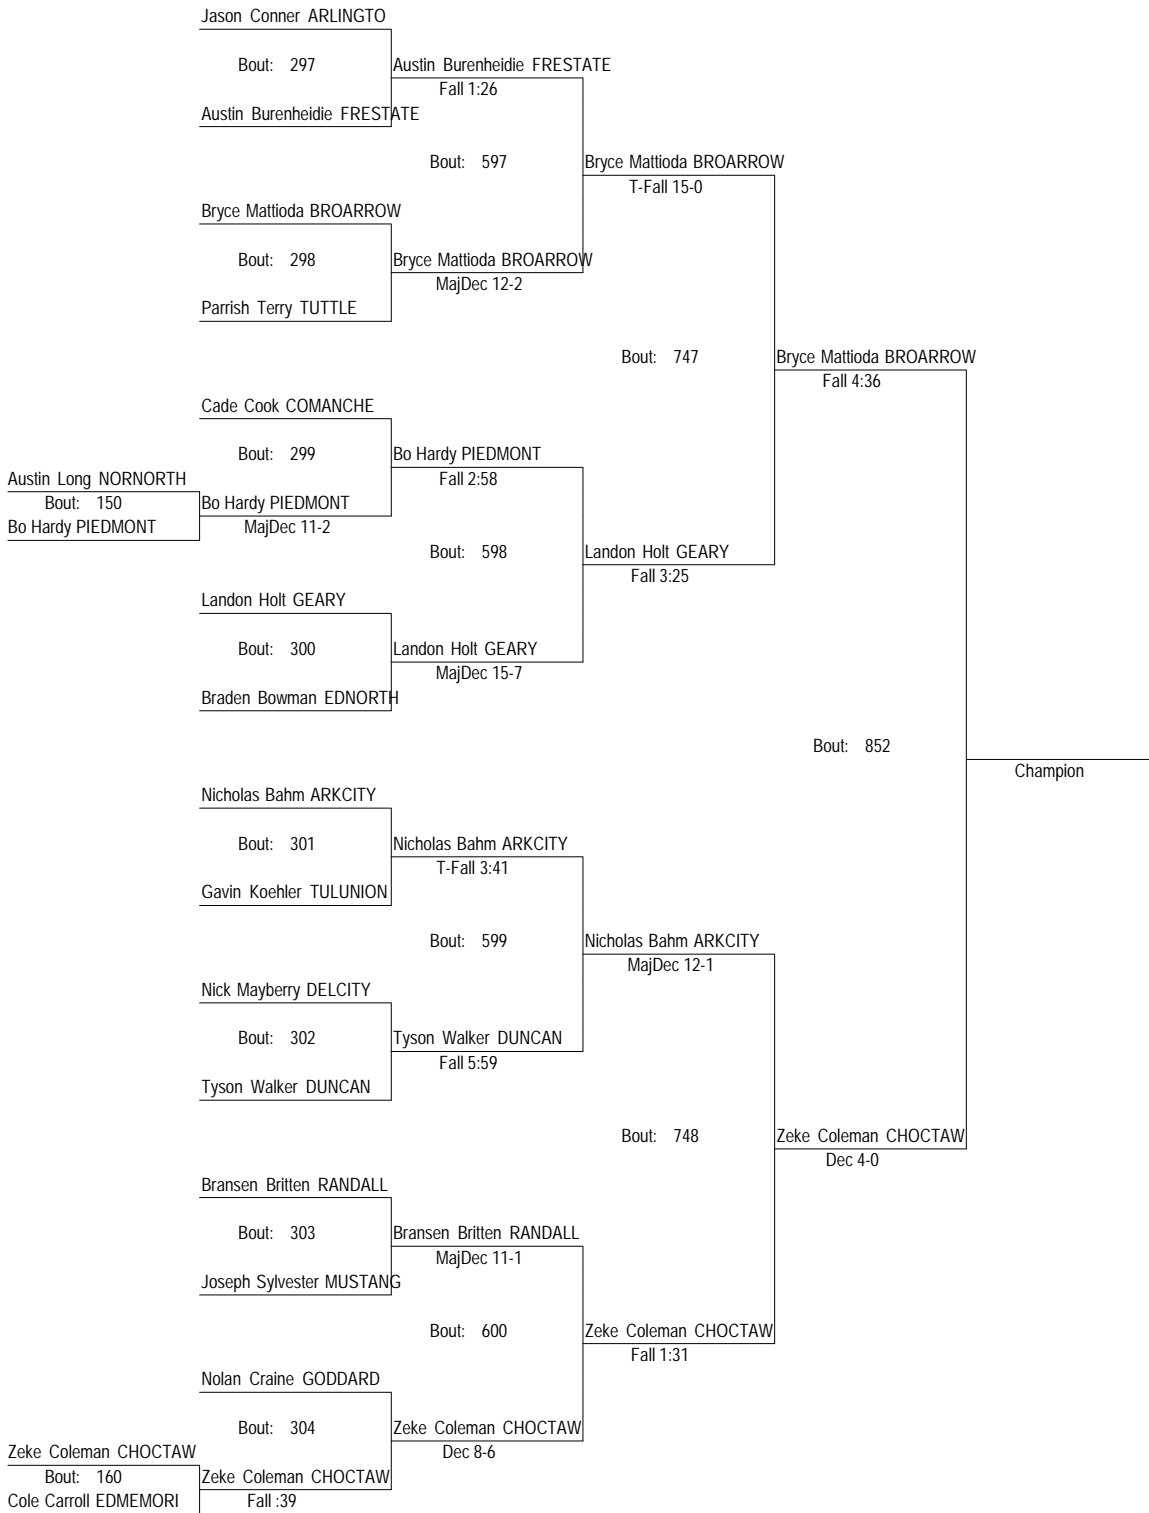 Jason Conner ARLINGTO
Bout: 297
Austin Burenheidie FRESTATE
Fall 1:26
Austin Burenheidie FRESTATE
Bout: 597
Bryce Mattioda BROARROW
T-Fall 15-0
Bryce Mattioda BROARROW
Bout: 298
Bryce Mattioda BROARROW
MajDec 12-2
Parrish Terry TUTTLE
Bout: 747
Bryce Mattioda BROARROW
Fall 4:36
Cade Cook COMANCHE
Bout: 299
Bo Hardy PIEDMONT
Fall 2:58
Austin Long NORNORTH
Bout: 150
Bo Hardy PIEDMONT
Bo Hardy PIEDMONT
MajDec 11-2
Bout: 598
Landon Holt GEARY
Fall 3:25
Landon Holt GEARY
Bout: 300
Landon Holt GEARY
MajDec 15-7
Braden Bowman EDNORTH
Bout: 852
Champion
Nicholas Bahm ARKCITY
Bout: 301
Nicholas Bahm ARKCITY
T-Fall 3:41
Gavin Koehler TULUNION
Bout: 599
Nicholas Bahm ARKCITY
MajDec 12-1
Nick Mayberry DELCITY
Bout: 302
Tyson Walker DUNCAN
Fall 5:59
Tyson Walker DUNCAN
Bout: 748
Zeke Coleman CHOCTAW
Dec 4-0
Bransen Britten RANDALL
Bout: 303
Bransen Britten RANDALL
MajDec 11-1
Joseph Sylvester MUSTANG
Bout: 600
Zeke Coleman CHOCTAW
Fall 1:31
Nolan Craine GODDARD
Bout: 304
Zeke Coleman CHOCTAW
Dec 8-6
Zeke Coleman CHOCTAW
Bout: 160
Zeke Coleman CHOCTAW
Cole Carroll EDMEMORI
Fall :39